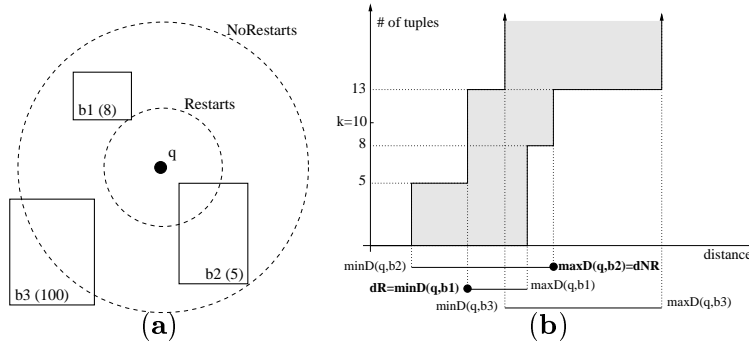 NoRestarts
b1 (8)
Restarts
q
b2 (5)
b3 (100)
(a)
# of tuples
13
k=10
8
5
distance
minD(q,b2)
maxD(q,b2)=dNR
dR=minD(q,b1)
maxD(q,b1)
minD(q,b3)
maxD(q,b3)
(b)